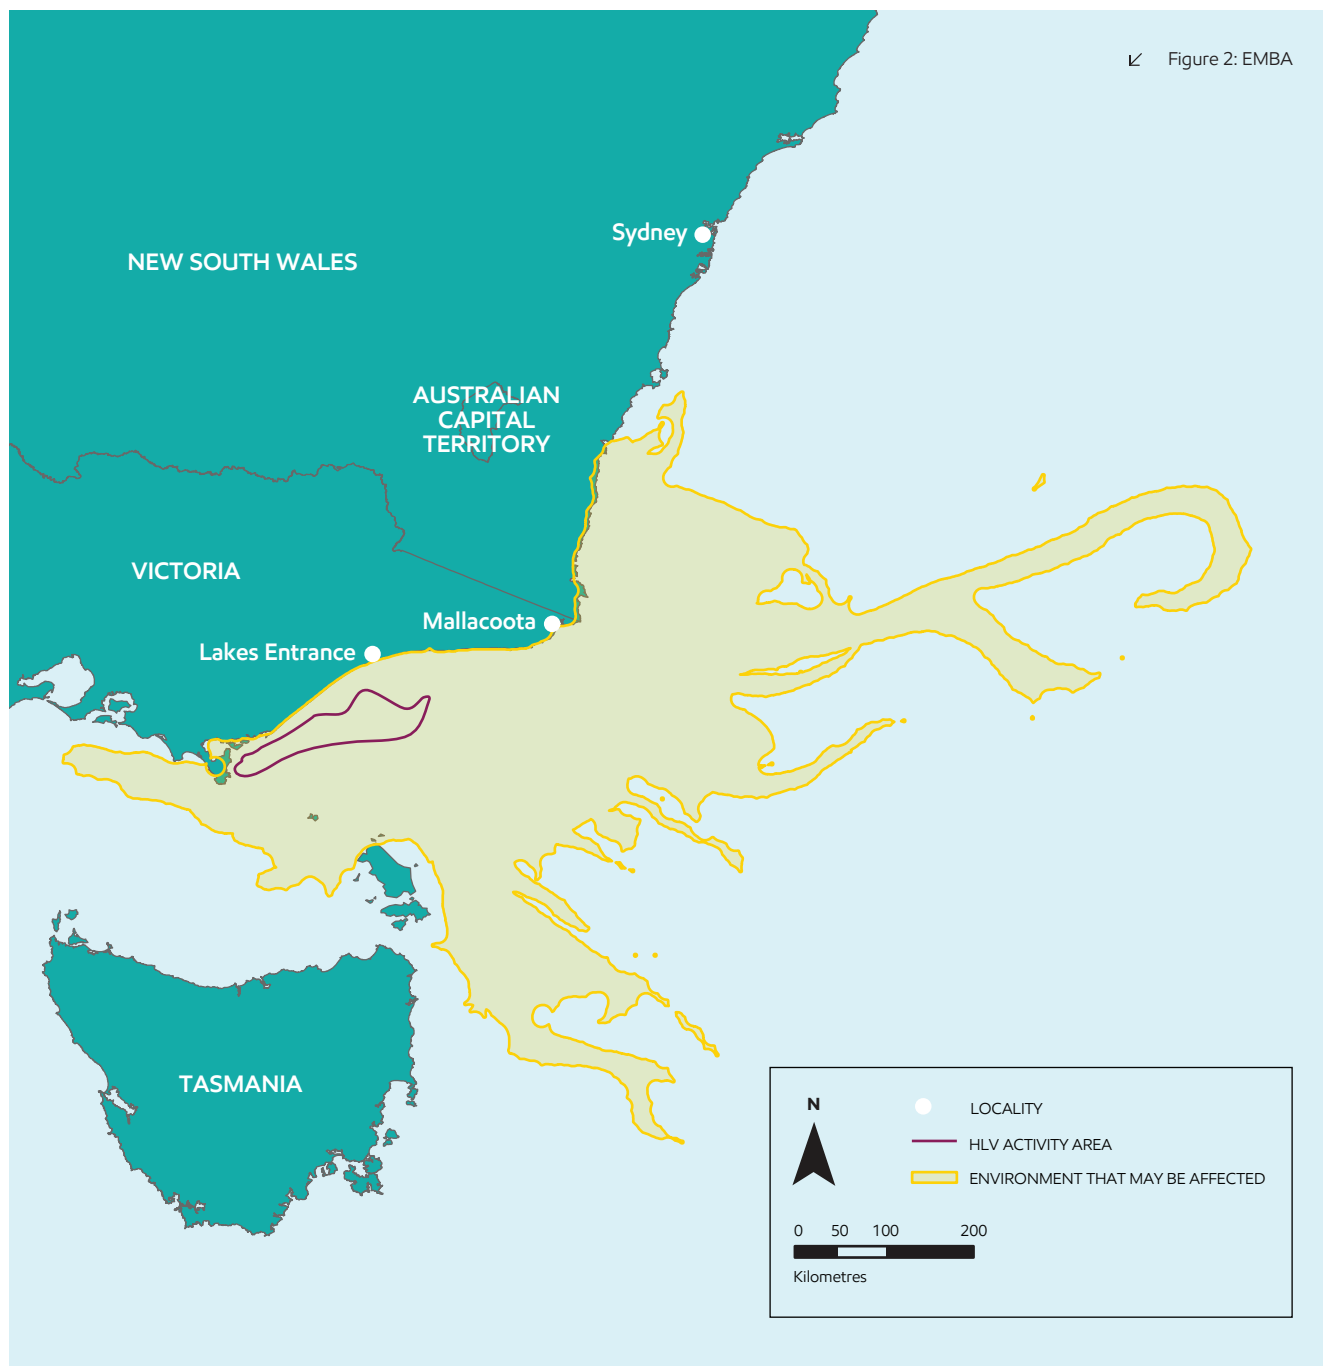 Figure 2: EMBA
Sydney
NEW SOUTH WALES
AUSTRALIAN
CAPITAL
TERRITORY
VICTORIA
Mallacoota
Lakes Entrance
TASMANIA
N
LOCALITY
HLV ACTIVITY AREA
ENVIRONMENT THAT MAY BE AFFECTED
0 50 100 200
Kilometres